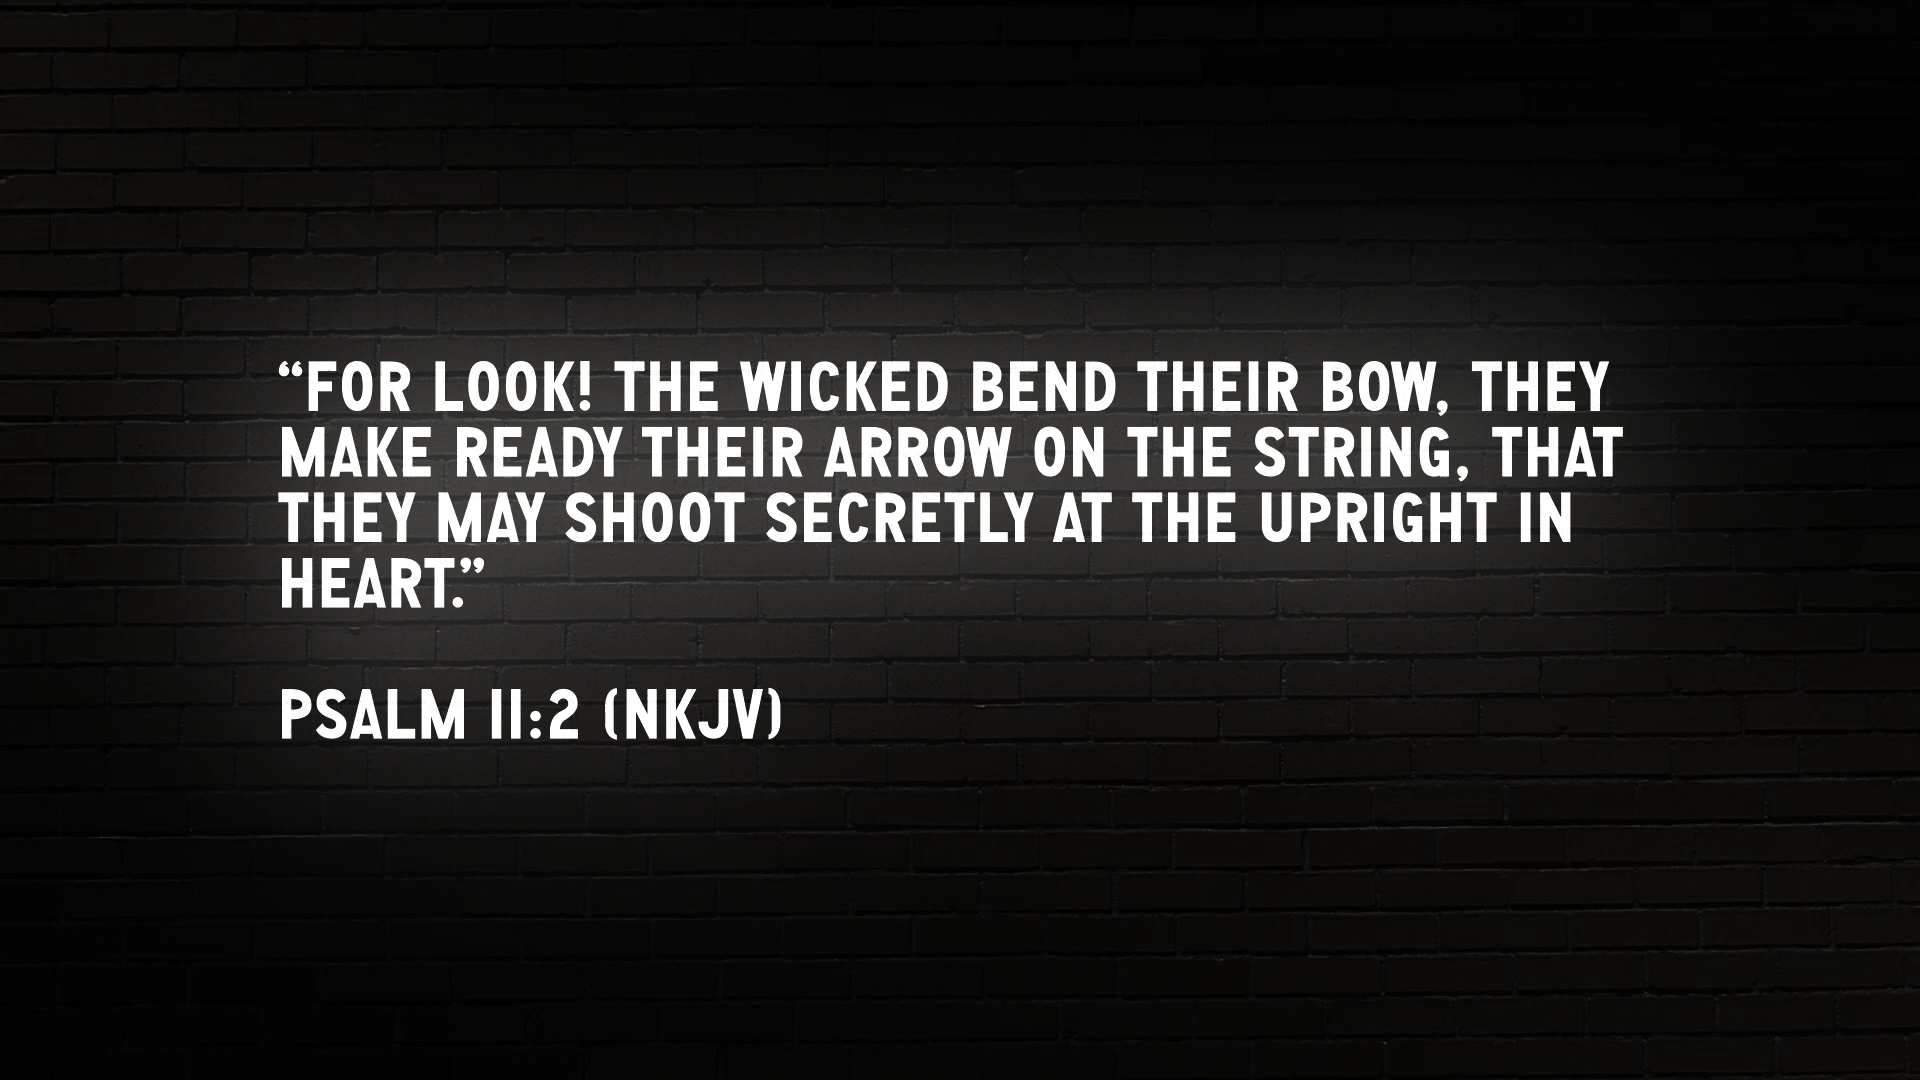 “FOR LOOK! THE WICKED BEND THEIR BOW, THEY
MAKE READY THEIR ARROW ON THE STRING, THAT
THEY MAY SHOOT SECRETLY AT THE UPRIGHT IN
HEART.”
PSALM 11:2 (NKJV)